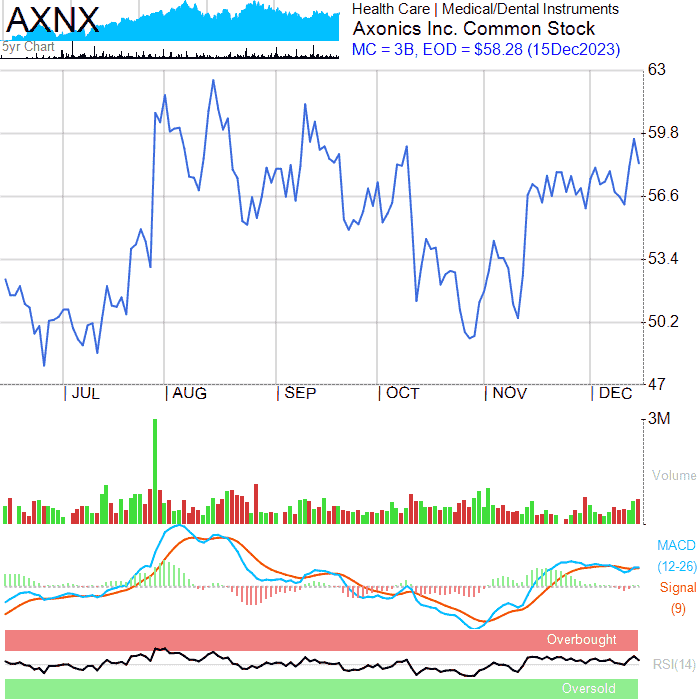 AXNX
5yr Chart
Health Care | Medical/Dental Instruments
Axonics Inc. Common Stock
MC = 3B, EOD = $58.28 (15Dec2023)
63
59.8
56.6
53.4
50.2
47
JUL AUG SEP OCT NOV DEC
3M
Volume
MACD
(12-26)
Signal
(9)
Overbought
RSI(14)
Oversold